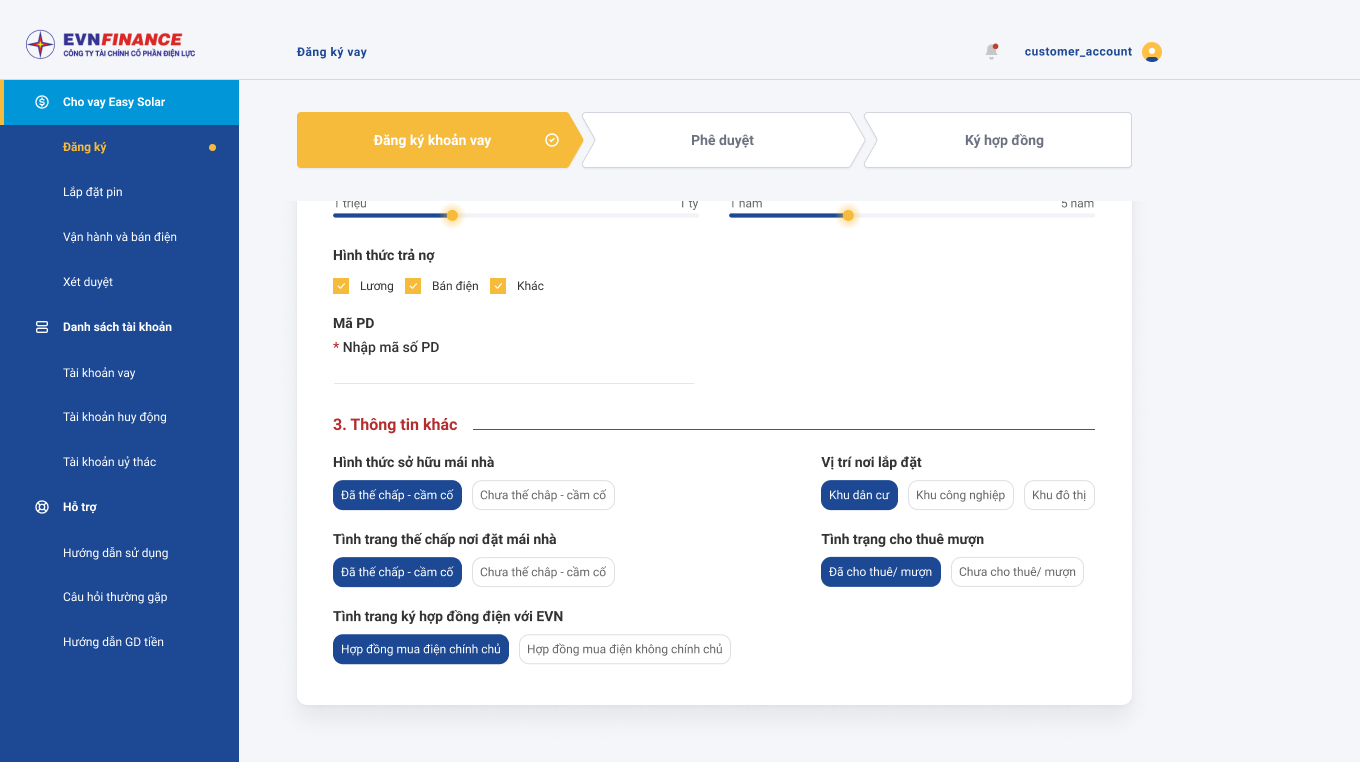 EVNFINANCE
CÔNG TY TÀI CHÍNH CỔ PHẦN ĐIỆN LỰC
Đăng ký vay
customer_account
Cho vay Easy Solar
Đăng ký
Lắp đặt pin
Vận hành và bán điện
Xét duyệt
Danh sách tài khoản
Tài khoản vay
Tài khoản huy động
Tài khoản uỷ thác
Hỗ trợ
Hướng dẫn sử dụng
Câu hỏi thường gặp
Hướng dẫn GD tiền
Đăng ký khoản vay
Phê duyệt
Ký hợp đồng
1 triệu
1 tỷ
1 năm
5 năm
Hình thức trả nợ
Lương
Bán điện
Khác
Mã PD
* Nhập mã số PD
3. Thông tin khác
Hình thức sở hữu mái nhà
Đã thế chấp - cầm cố
Chưa thế châp - cầm cố
Vị trí nơi lắp đặt
Khu dân cư
Khu công nghiệp
Khu đô thị
Tình trang thế chấp nơi đặt mái nhà
Đã thế chấp - cầm cố
Chưa thế châp - cầm cố
Tình trạng cho thuê mượn
Đã cho thuê/ mượn
Chưa cho thuê/ mượn
Tình trang ký hợp đồng điện với EVN
Hợp đồng mua điện chính chủ
Hợp đồng mua điện không chính chủ